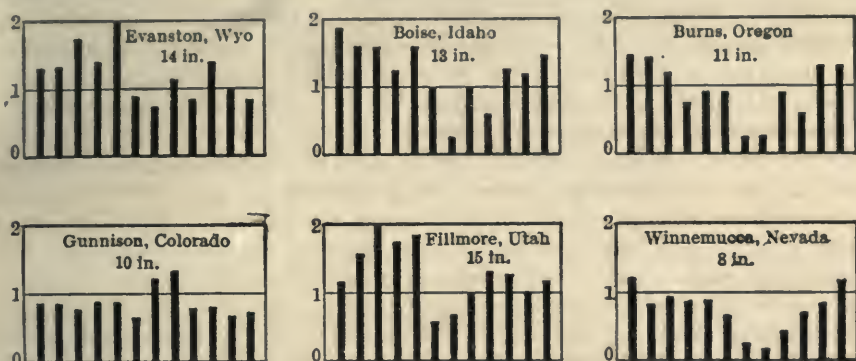 2
Evanston, Wyo
14 in.
1
0
2
Boise, Idaho
13 in.
1
0
2
Burns, Oregon
11 in.
1
0
2
Gunnison, Colorado
10 in.
1
0
2
Fillmore, Utah
15 in.
1
0
2
Winnemucca, Nevada
8 in.
1
0